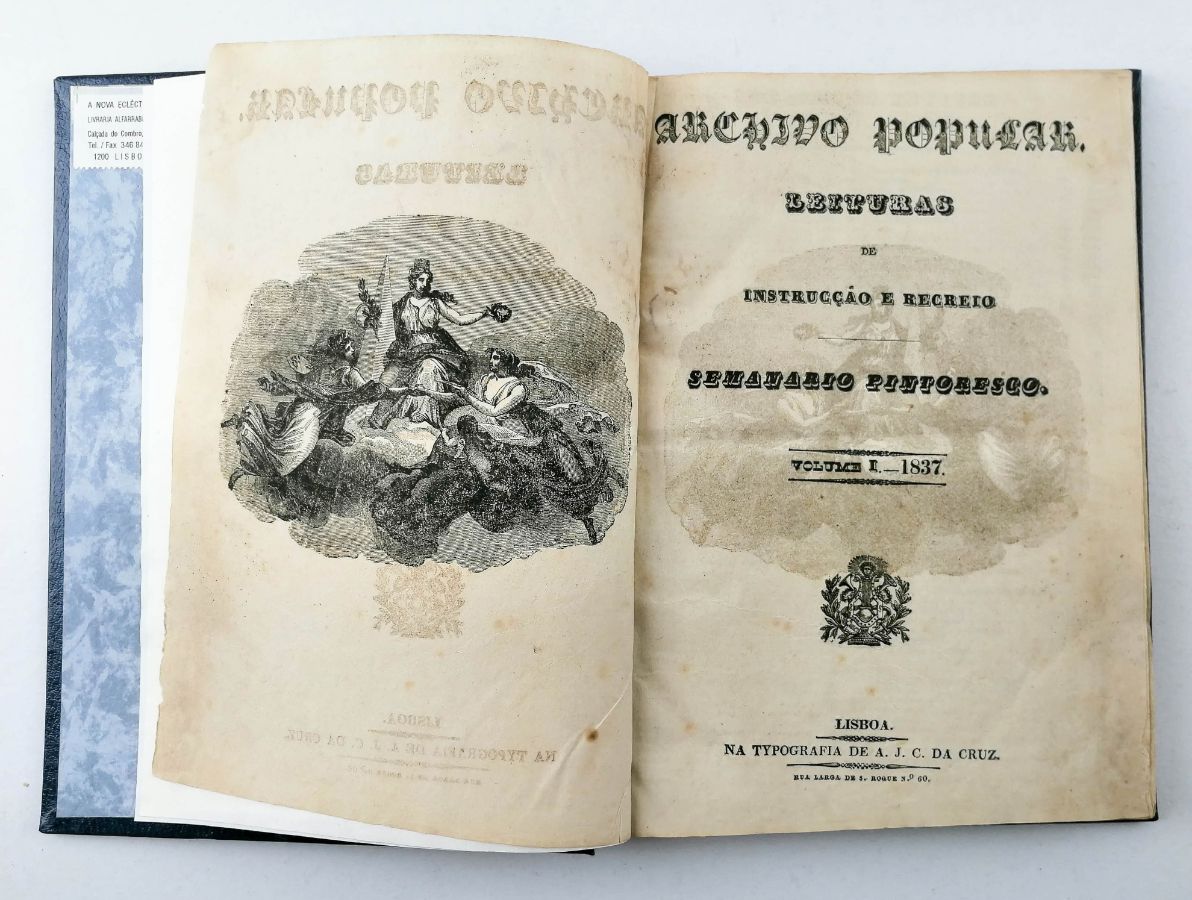 A NOVA ECLÉCT
LIVRARIA ALFARRAB
Calçada do Combro,
Tel. / Fax 346 84
1200 LISBO
ARCHIVO POPULAR.
LEITURAS
DE
INSTRUCÇÃO E RECREIO
SEMANARIO PINTORESCO.
VOLUME I.—1837.
LISBOA.
NA TYPOGRAFIA DE A. J. C. DA CRUZ.
RUA LARGA DE S. ROQUE N.º 60.